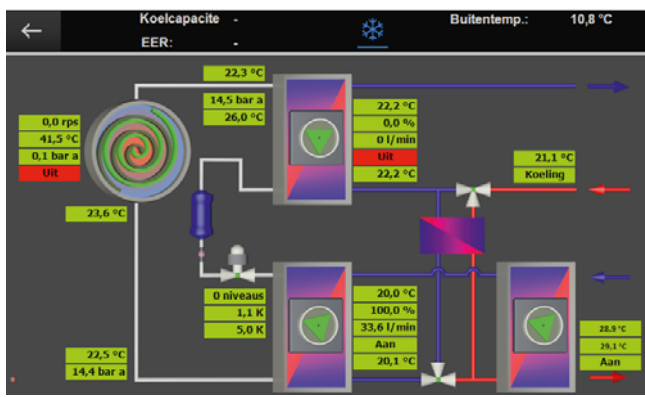 Koelcapacite - Buitentemp.: 10,8 °C
EER: -
22,3 °C
14,5 bar a
26,0 °C
0,0 rps
41,5 °C
0,1 bar a
Uit
23,6 °C
22,2 °C
0,0 %
0 l/min
Uit
22,2 °C
21,1 °C
Koeling
0 niveaus
1,1 K
5,0 K
20,0 °C
100,0 %
33,6 l/min
Aan
20,1 °C
22,5 °C
14,4 bar a
28,9 °C
29,1 °C
Aan